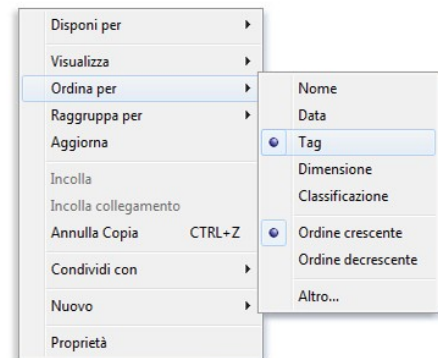 Disponi per
Visualizza
Ordina per
Raggruppa per
Aggiorna
Incolla
Incolla collegamento
Annulla Copia CTRL+Z
Condividi con
Nuovo
Proprietà
Nome
Data
Tag
Dimensione
Classificazione
Ordine crescente
Ordine decrescente
Altro...